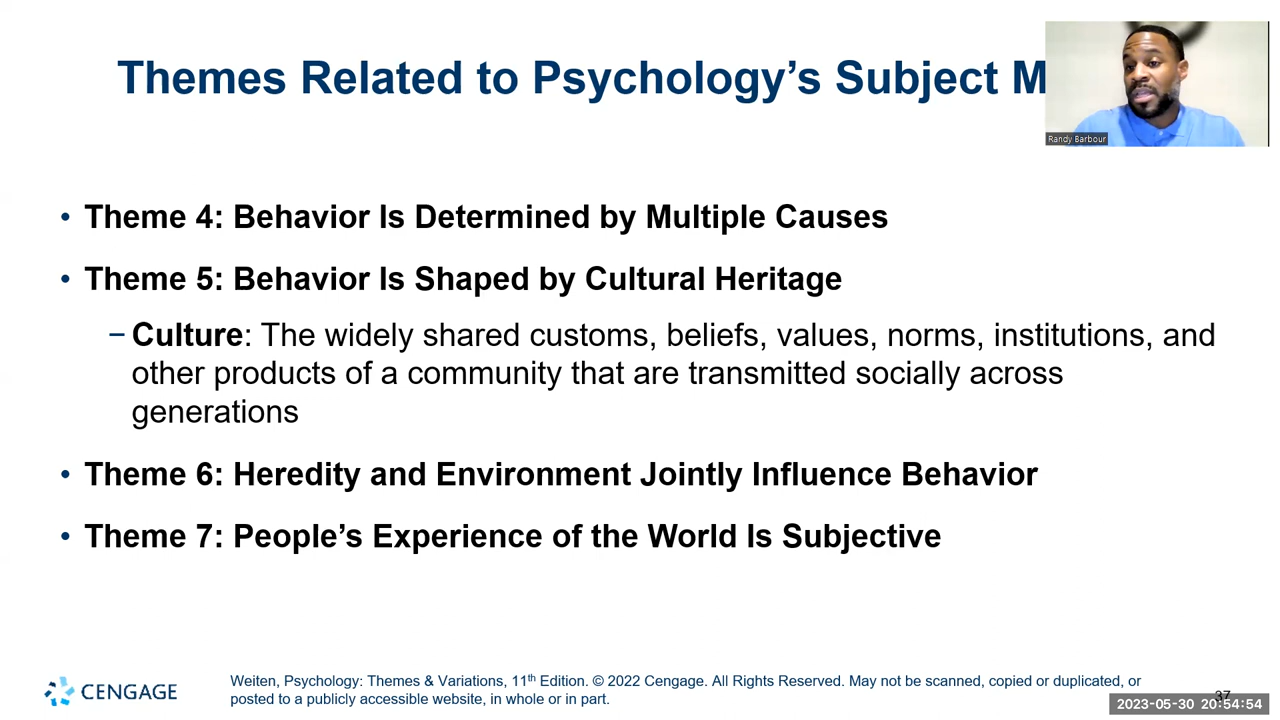 Themes Related to Psychology’s Subject M
Randy Barbour
• Theme 4: Behavior Is Determined by Multiple Causes
• Theme 5: Behavior Is Shaped by Cultural Heritage
– Culture: The widely shared customs, beliefs, values, norms, institutions, and
other products of a community that are transmitted socially across
generations
• Theme 6: Heredity and Environment Jointly Influence Behavior
• Theme 7: People’s Experience of the World Is Subjective
CENGAGE
Weiten, Psychology: Themes & Variations, 11th Edition. © 2022 Cengage. All Rights Reserved. May not be scanned, copied or duplicated, or
posted to a publicly accessible website, in whole or in part.
37
2023-05-30 20:54:54